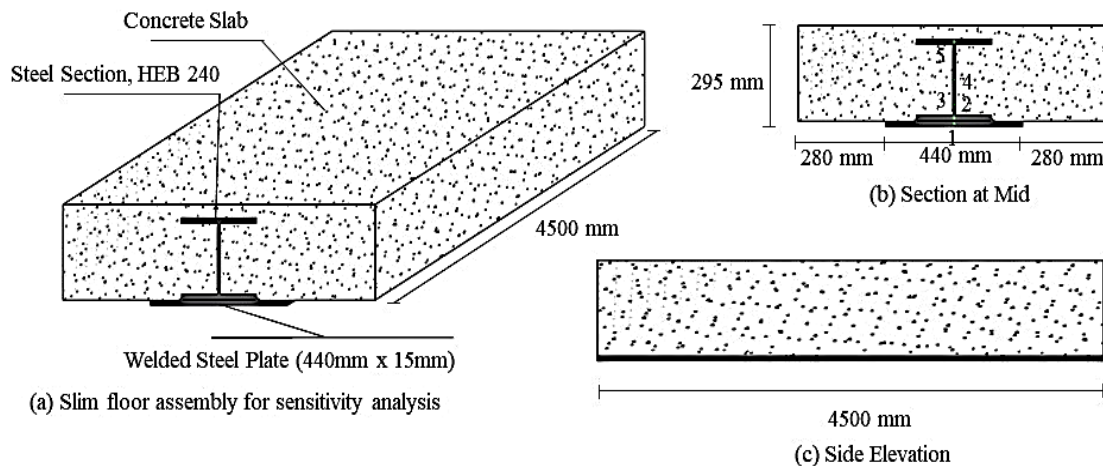 Concrete Slab
Steel Section, HEB 240
4500 mm
Welded Steel Plate (440mm x 15mm)
(a) Slim floor assembly for sensitivity analysis
295 mm
5
4
3 2
1
280 mm 440 mm 280 mm
(b) Section at Mid
4500 mm
(c) Side Elevation